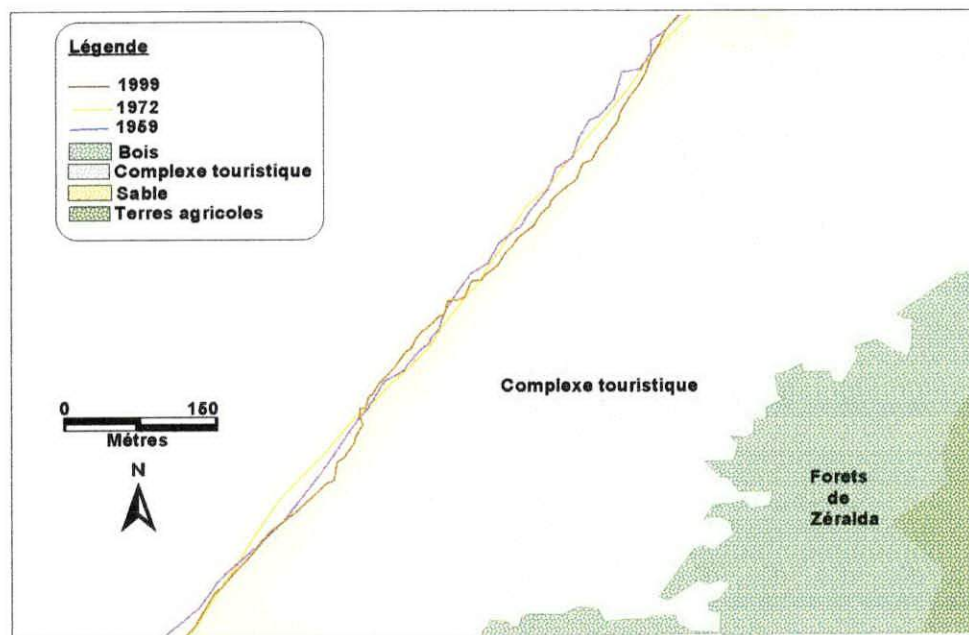 Légende
1999
1972
1959
Bois
Complexe touristique
Sable
Terres agricoles
Complexe touristique
0 150
Métres
N
Forets
de
Zéralda